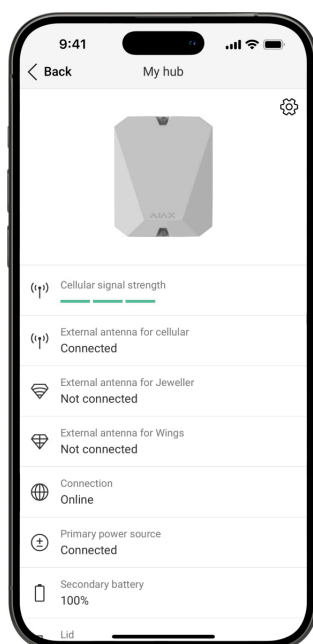 9:41
Back
My hub
AJAX
Cellular signal strength
External antenna for cellular
Connected
External antenna for Jeweller
Not connected
External antenna for Wings
Not connected
Connection
Online
Primary power source
Connected
Secondary battery
100%
Lid